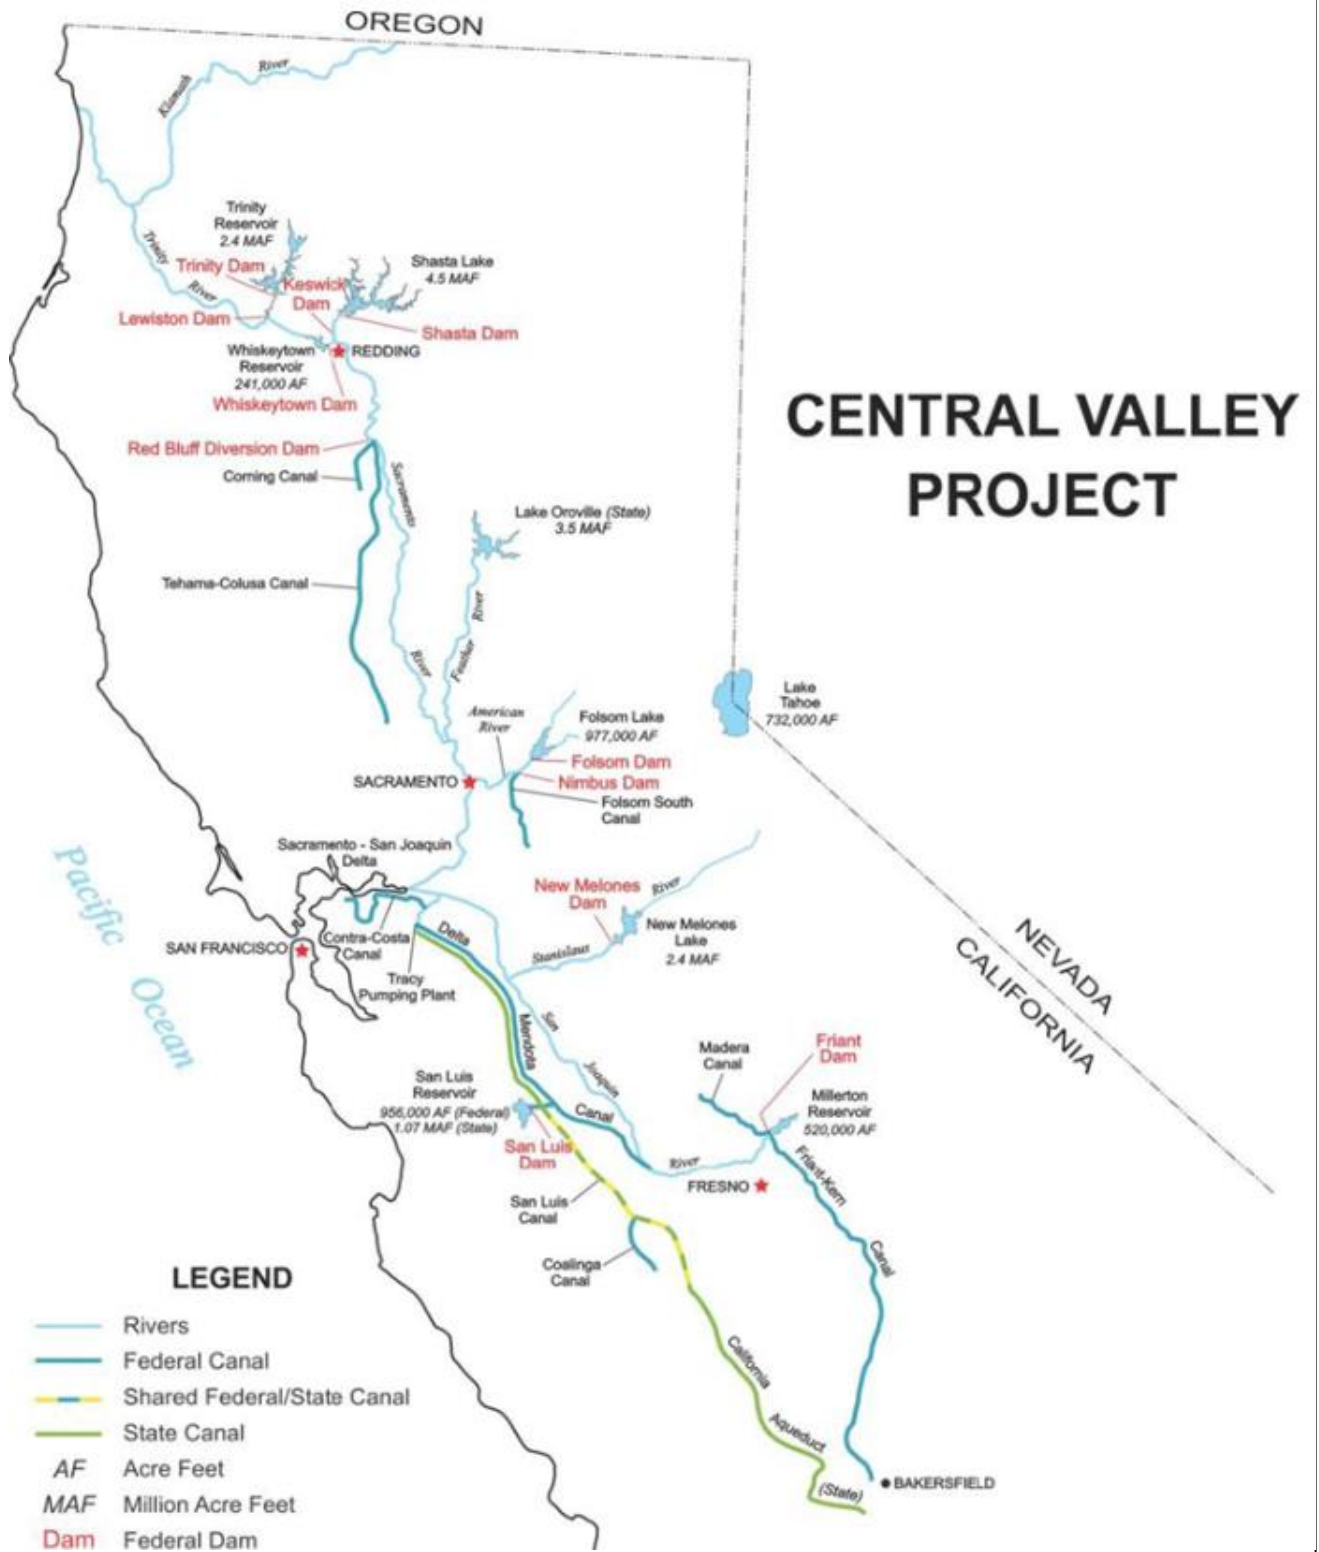 OREGON
Klamath
River
Trinity
Reservoir
2.4 MAF
Trinity
River
Trinity Dam
Shasta Lake
4.5 MAF
Keswick
Dam
Lewiston Dam
Shasta Dam
Whiskeytown
Reservoir
241,000 AF
REDDING
Whiskeytown Dam
CENTRAL VALLEY
PROJECT
Red Bluff Diversion Dam
Corning Canal
Sacramento
River
Lake Oroville (State)
3.5 MAF
Tehama-Colusa Canal
Feather
River
American
River
Folsom Lake
977,000 AF
Lake
Tahoe
732,000 AF
Folsom Dam
SACRAMENTO
Nimbus Dam
Folsom South
Canal
Sacramento - San Joaquin
Delta
Pacific
Ocean
New Melones
Dam
River
Stanislaus
New Melones
Lake
2.4 MAF
NEVADA
CALIFORNIA
SAN FRANCISCO
Contra-Costa
Canal
Delta
Mendota
Canal
Tracy
Pumping Plant
San
Joaquin
River
Madera
Canal
Friant
Dam
Millerton
Reservoir
520,000 AF
San Luis
Reservoir
956,000 AF (Federal)
1.07 MAF (State)
San Luis
Dam
FRESNO
Friant-Kern
Canal
San Luis
Canal
Coalinga
Canal
California
Aqueduct
(State)
BAKERSFIELD
LEGEND
Rivers
Federal Canal
Shared Federal/State Canal
State Canal
AF Acre Feet
MAF Million Acre Feet
Dam Federal Dam